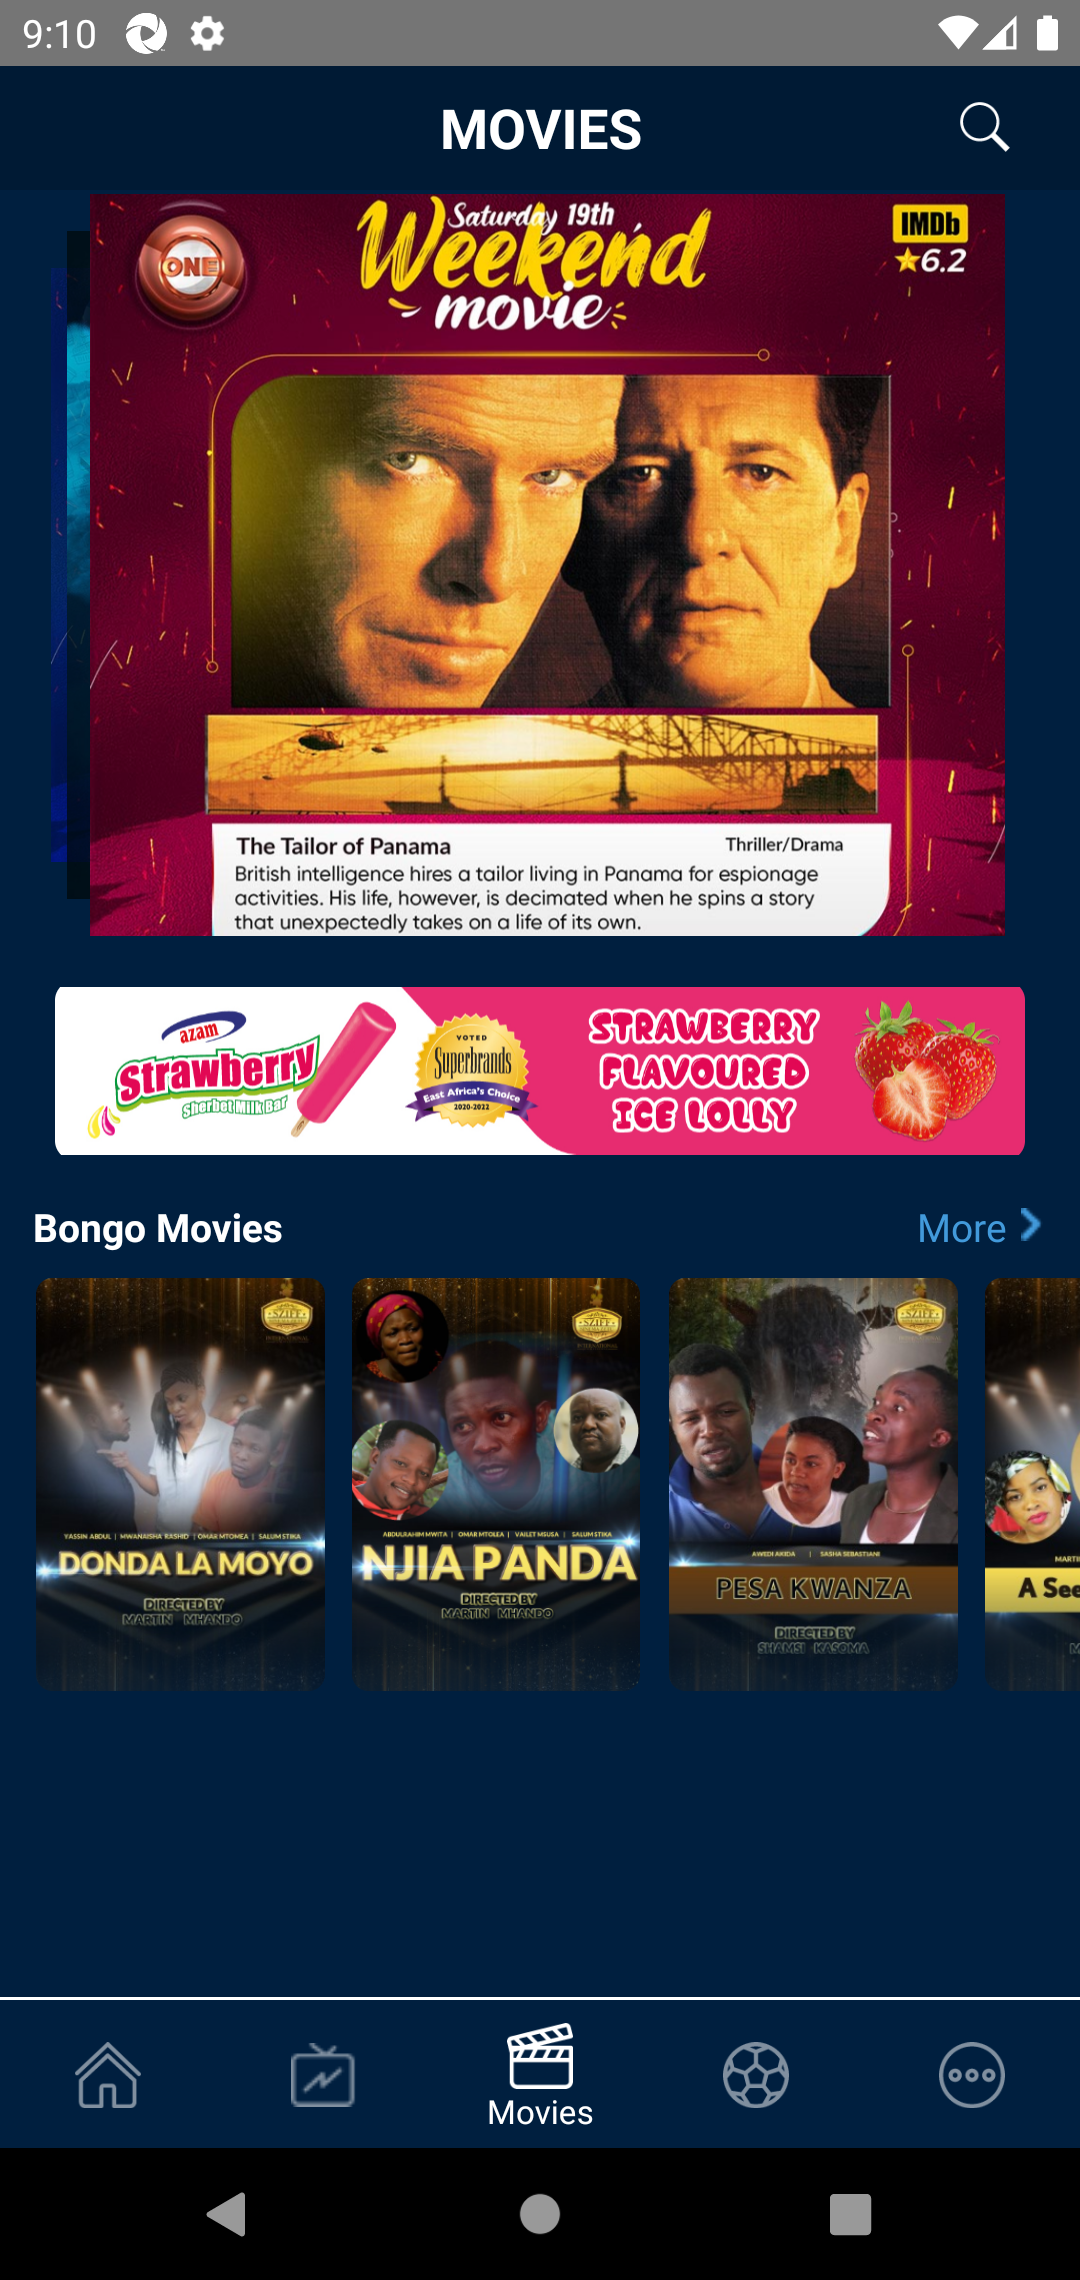 9:10
MOVIES
Saturday 19th
Weekend
movie
ONE
IMDb
6.2
The Tailor of Panama
Thriller/Drama
British intelligence hires a tailor living in Panama for espionage
activities. His life, however, is decimated when he spins a story
that unexpectedly takes on a life of its own.
azam
Strawberry
Sherbet Milk Bar
VOTED
Superbrands
East Africa's Choice
2020-2022
STRAWBERRY
FLAVOURED
ICE LOLLY
Bongo Movies
More
SZIFF
YASSIN ABDUL | MWANAISHA RASHID | OMAR MTOMEA | SALUM STIKA
DONDA LA MOYO
DIRECTED BY
MARTIN MHANDO
SZIFF
ABDULRAHIM MWITA | OMAR MTOLEA | VAILET MSUSA | SALUM STIKA
NJIA PANDA
DIRECTED BY
MARTIN MHANDO
SZIFF
AWEDI AKIDA | SASHA SEBASTIANI
PESA KWANZA
DIRECTED BY
SHAMSI KASOMA
MARTI
A See
Movies